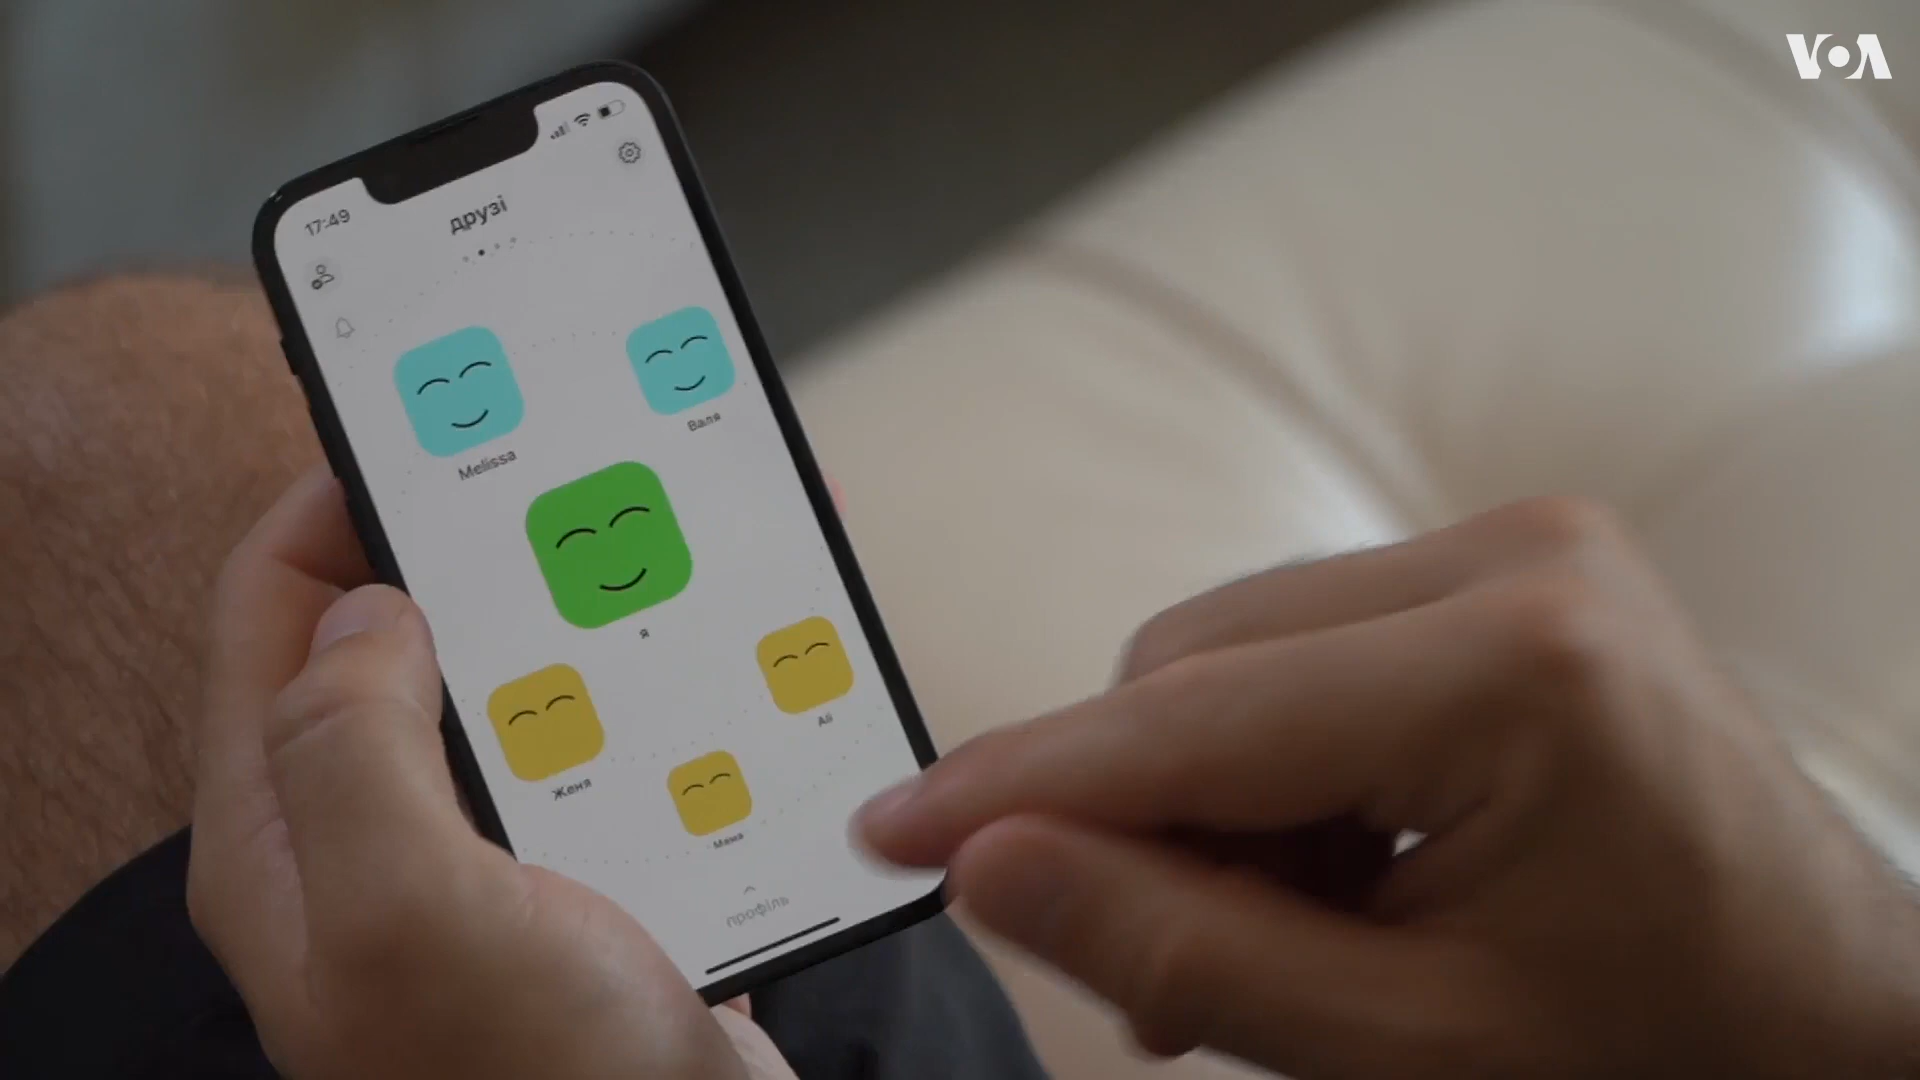 VOA
17:49
друзі
Melissa
Валя
я
Женя
Ali
Мама
профіль